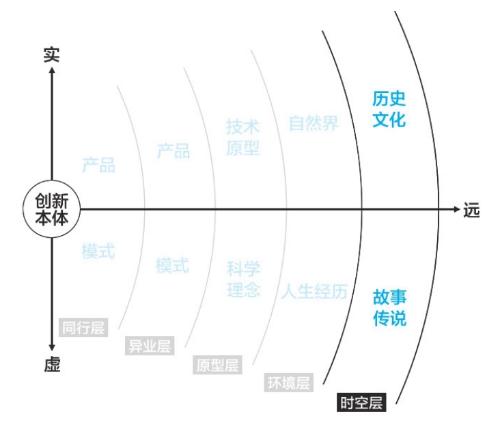 实
历史
文化
技术
原型
自然界
产品
产品
创新
本体
远
模式
模式
科学
理念
人生经历
故事
传说
同行层
异业层
原型层
环境层
时空层
虚